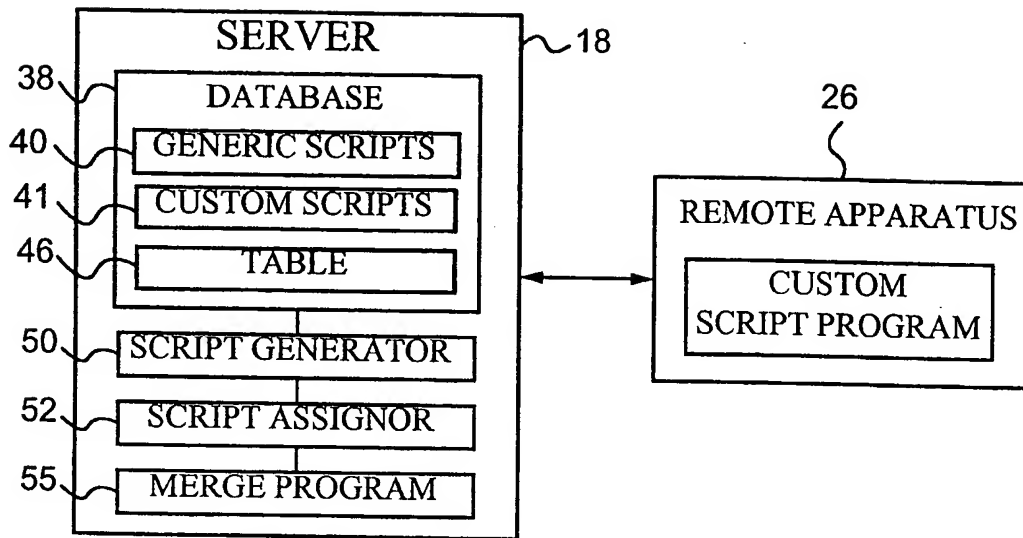 SERVER
18
38
DATABASE
40
GENERIC SCRIPTS
41
CUSTOM SCRIPTS
46
TABLE
50
SCRIPT GENERATOR
52
SCRIPT ASSIGNOR
55
MERGE PROGRAM
26
REMOTE APPARATUS
CUSTOM
SCRIPT PROGRAM